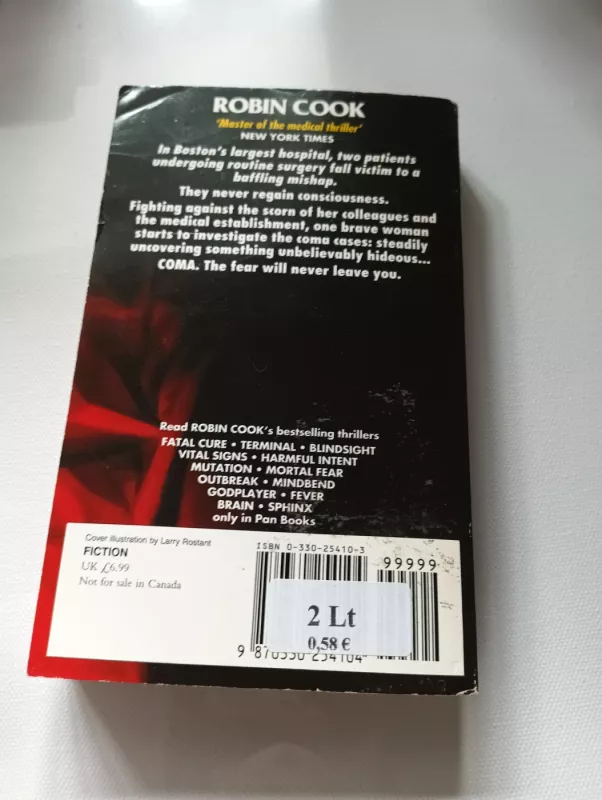 ROBIN COOK
'Master of the medical thriller'
NEW YORK TIMES
In Boston's largest hospital, two patients
undergoing routine surgery fall victim to a
baffling mishap.
They never regain consciousness.
Fighting against the scorn of her colleagues and
the medical establishment, one brave woman
starts to investigate the coma cases: steadily
uncovering something unbelievably hideous...
COMA. The fear will never leave you.
Read ROBIN COOK's bestselling thrillers
FATAL CURE • TERMINAL • BLINDSIGHT
VITAL SIGNS • HARMFUL INTENT
MUTATION • MORTAL FEAR
OUTBREAK • MINDBEND
GODPLAYER • FEVER
BRAIN • SPHINX
only in Pan Books
Cover illustration by Larry Rostant
FICTION
UK £6.99
Not for sale in Canada
ISBN 0-330-25410-3
99999
2 Lt
0,58 €
9 870330 254104